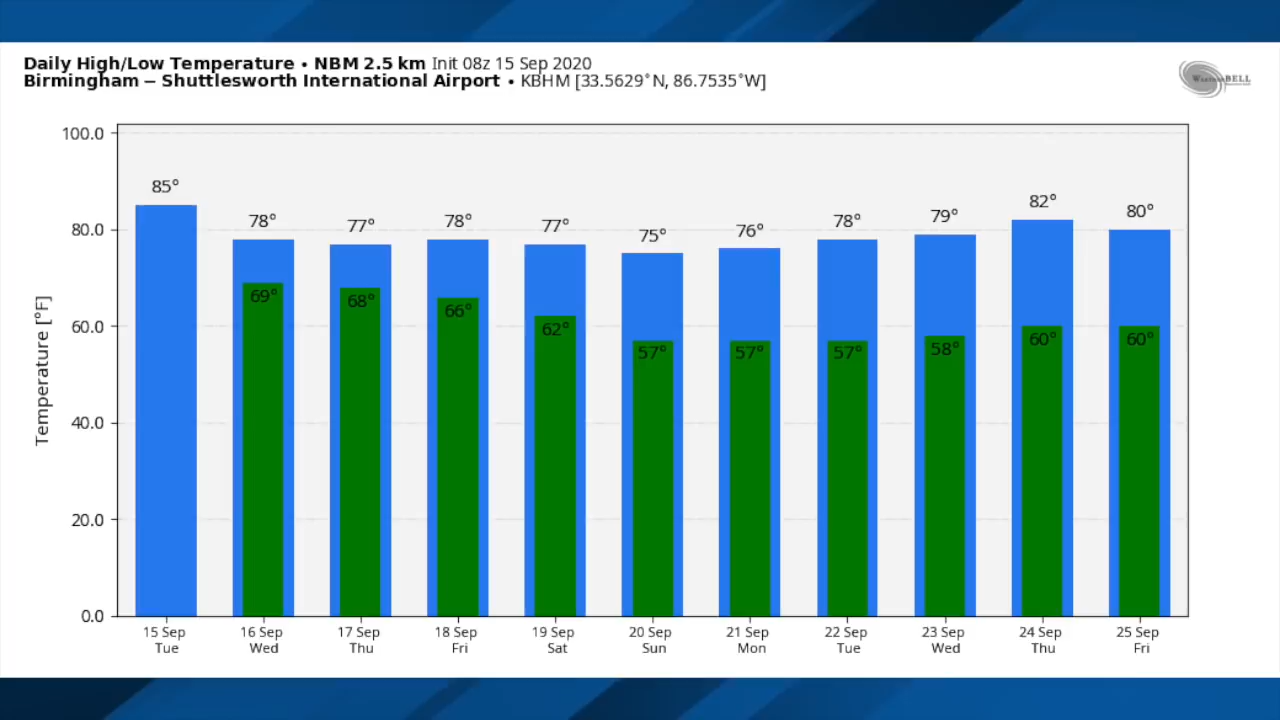 Daily High/Low Temperature • NBM 2.5 km Init 08z 15 Sep 2020
Birmingham – Shuttlesworth International Airport • KBHM [33.5629°N, 86.7535°W]
WeatherBELL
100.0
80.0
60.0
40.0
20.0
0.0
Temperature [°F]
85°
78°
77°
78°
77°
75°
76°
78°
79°
82°
80°
69°
68°
66°
62°
57°
57°
57°
58°
60°
60°
15 Sep
Tue
16 Sep
Wed
17 Sep
Thu
18 Sep
Fri
19 Sep
Sat
20 Sep
Sun
21 Sep
Mon
22 Sep
Tue
23 Sep
Wed
24 Sep
Thu
25 Sep
Fri